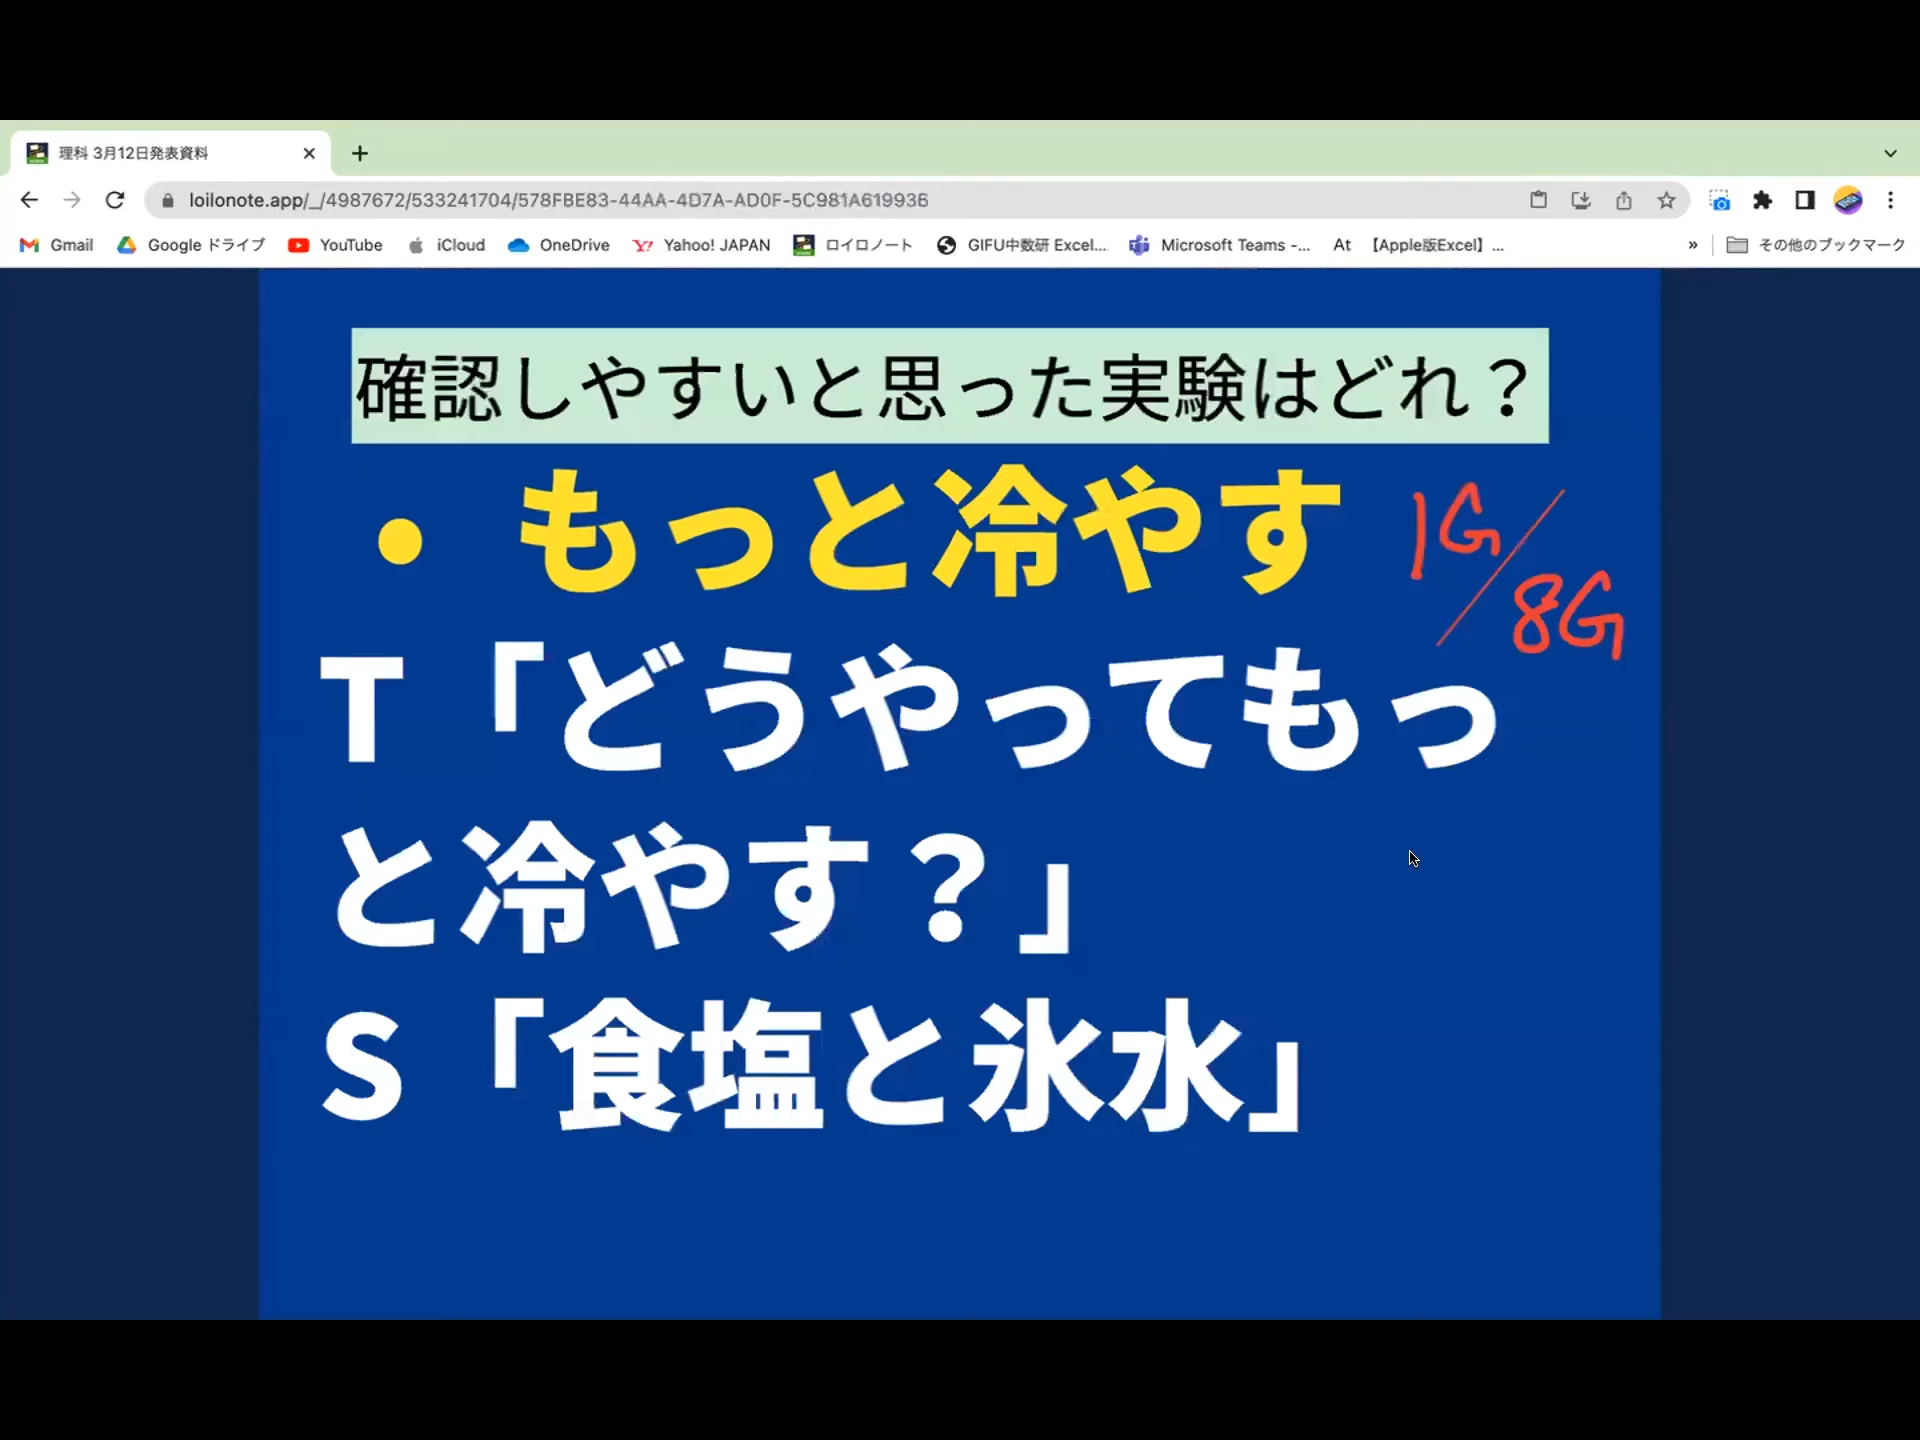 理科 3月12日発表資料
loilonote.app/_/4987672/533241704/578FBE83-44AA-4D7A-AD0F-5C981A61993B
Gmail Google ドライブ YouTube iCloud OneDrive Yahoo! JAPAN ロイロノート GIFU中数研 Excel... Microsoft Teams -... At 【Apple版Excel】... » その他のブックマーク
確認しやすいと思った実験はどれ？
• もっと冷やす
1G/8G
T「どうやってもっ
と冷やす？」
S「食塩と氷水」